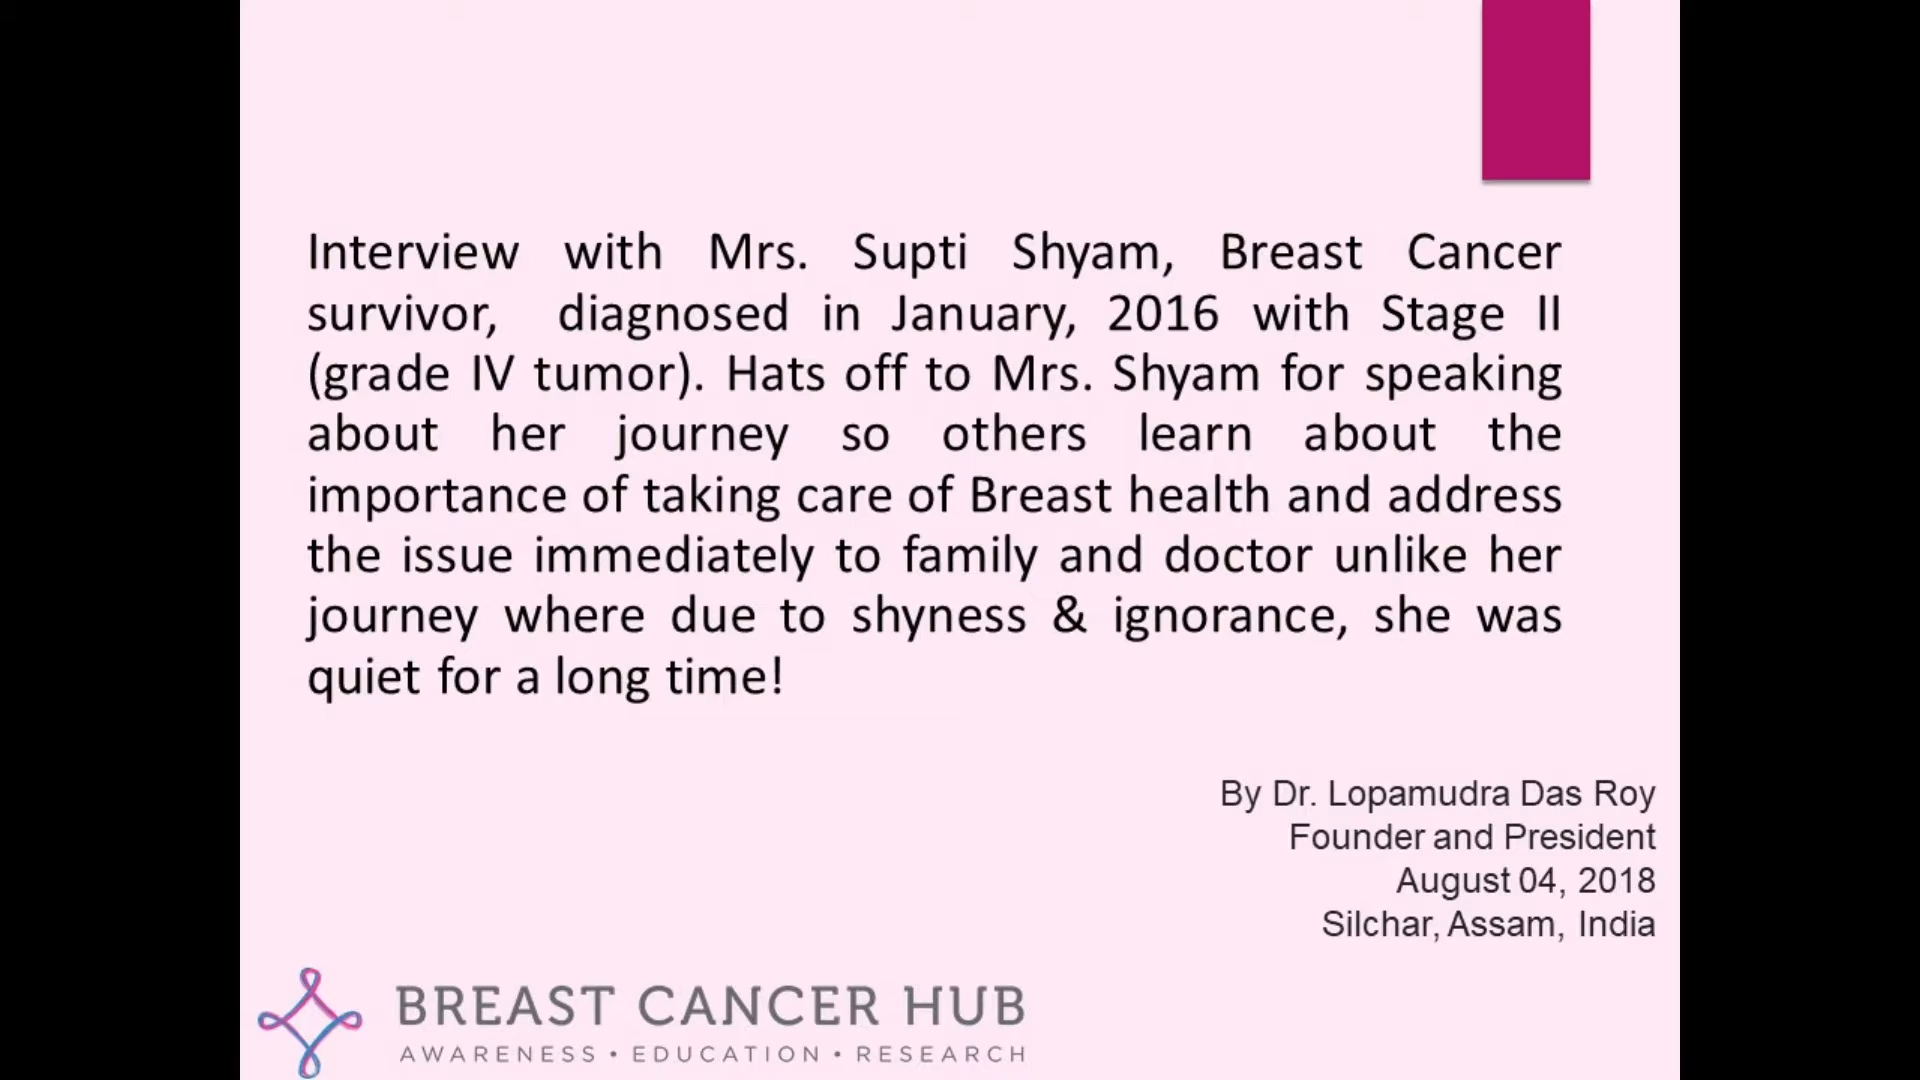 Interview with Mrs. Supti Shyam, Breast Cancer
survivor, diagnosed in January, 2016 with Stage II
(grade IV tumor). Hats off to Mrs. Shyam for speaking
about her journey so others learn about the
importance of taking care of Breast health and address
the issue immediately to family and doctor unlike her
journey where due to shyness & ignorance, she was
quiet for a long time!
By Dr. Lopamudra Das Roy
Founder and President
August 04, 2018
Silchar, Assam, India
BREAST CANCER HUB
AWARENESS • EDUCATION • RESEARCH